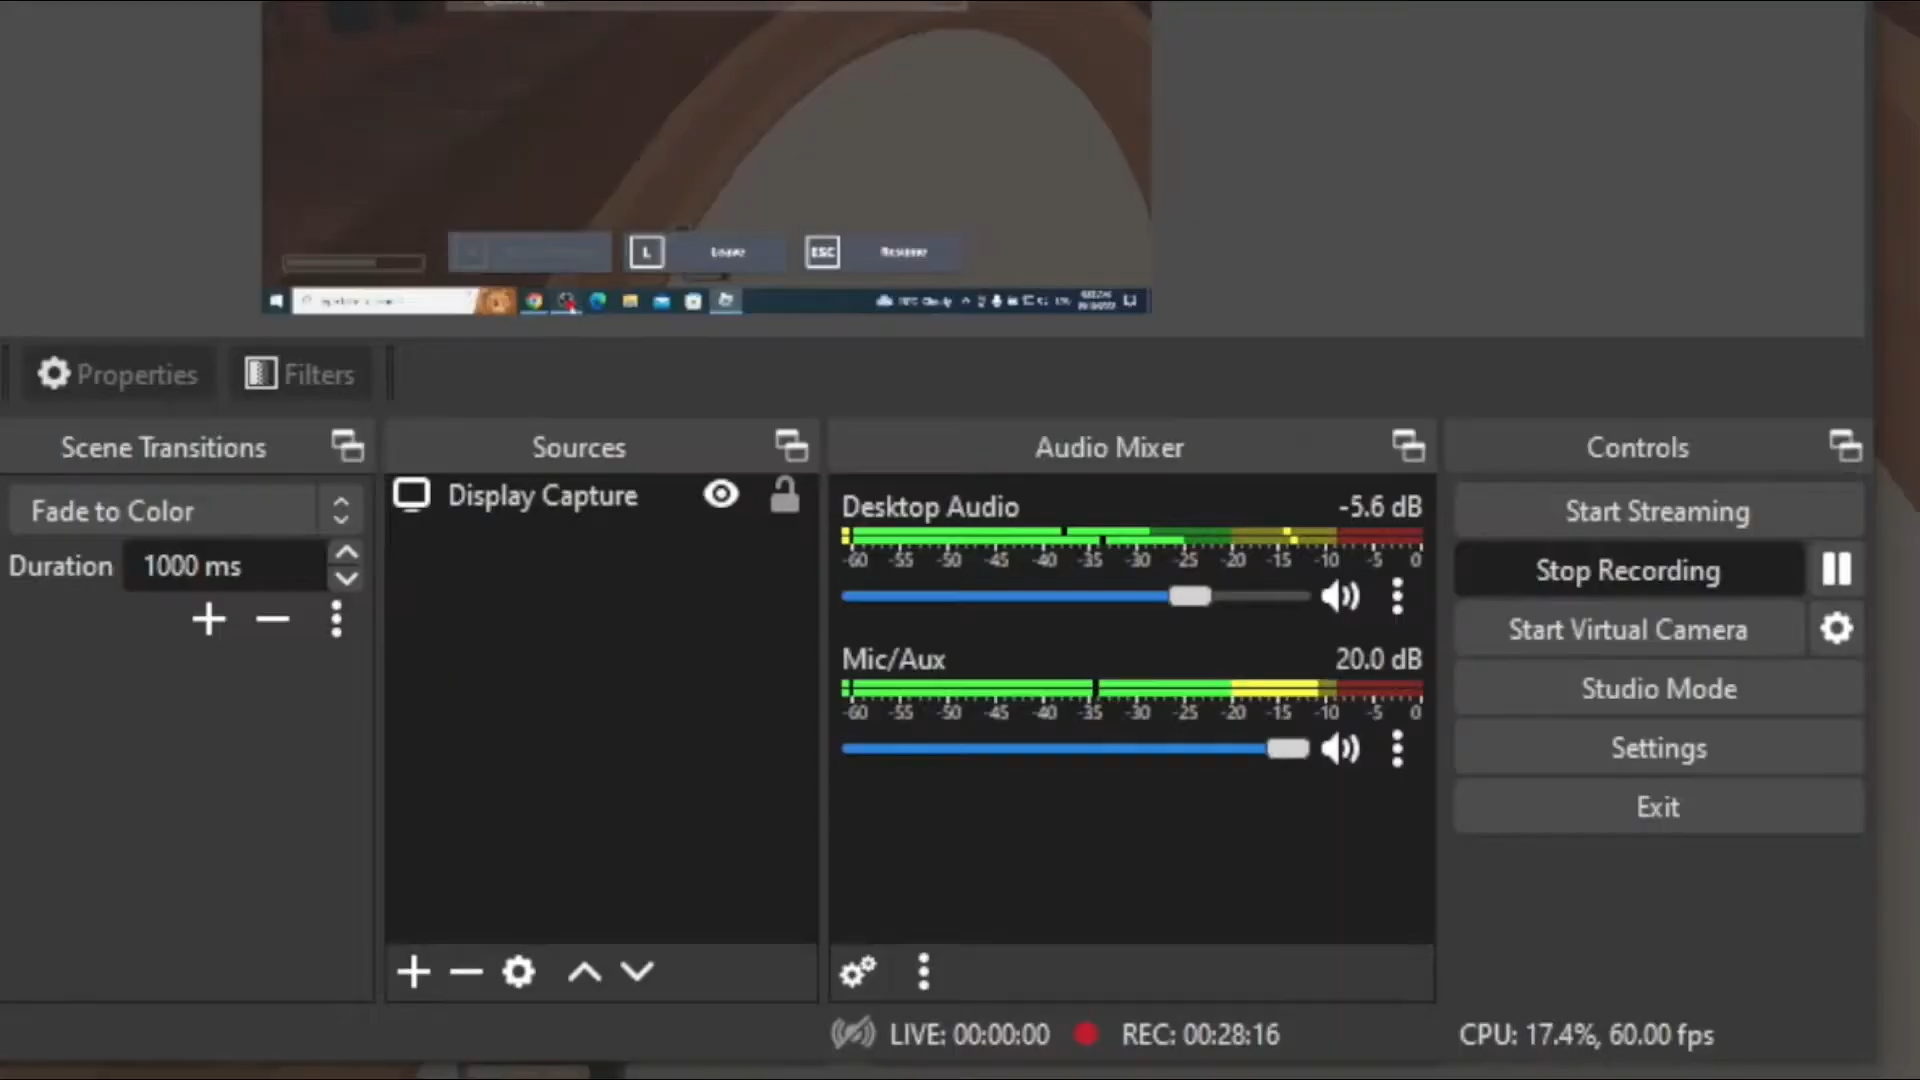 L Leave ESC Resume
Properties Filters
Scene Transitions
Fade to Color
Duration 1000 ms
Sources
Display Capture
Audio Mixer
Desktop Audio -5.6 dB
-60 -55 -50 -45 -40 -35 -30 -25 -20 -15 -10 -5 0
Mic/Aux 20.0 dB
-60 -55 -50 -45 -40 -35 -30 -25 -20 -15 -10 -5 0
Controls
Start Streaming
Stop Recording
Start Virtual Camera
Studio Mode
Settings
Exit
LIVE: 00:00:00 REC: 00:28:16 CPU: 17.4%, 60.00 fps